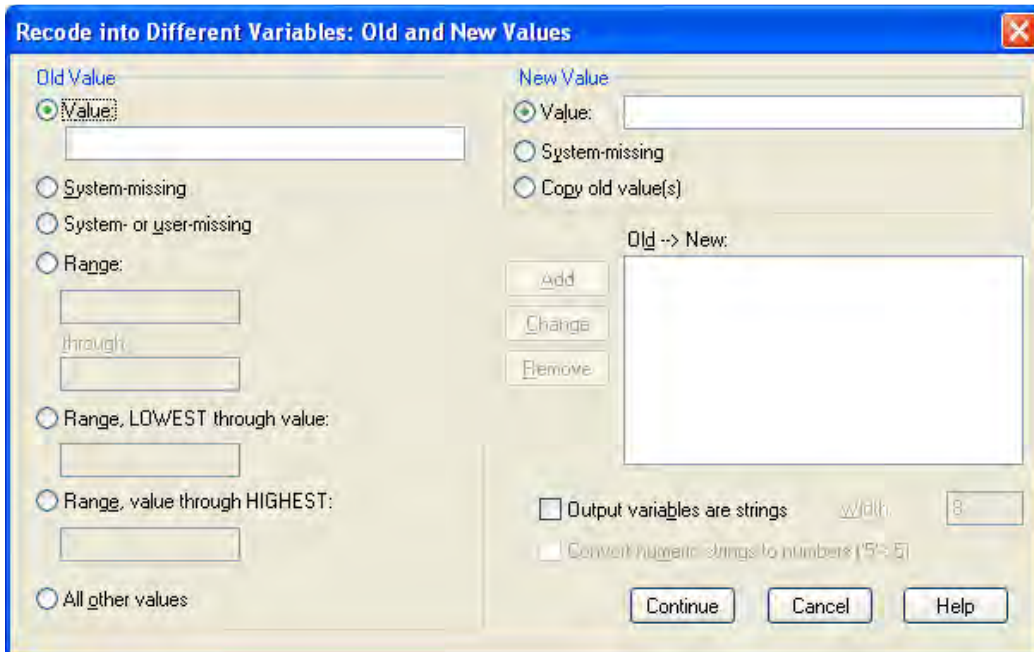 Recode into Different Variables: Old and New Values
Old Value
Value:
System-missing
System- or user-missing
Range:
through
Range, LOWEST through value:
Range, value through HIGHEST:
All other values
New Value
Value:
System-missing
Copy old value(s)
Old --> New:
Add
Change
Remove
Output variables are strings
Width:
8
Convert numeric strings to numbers ('5'->5)
Continue
Cancel
Help